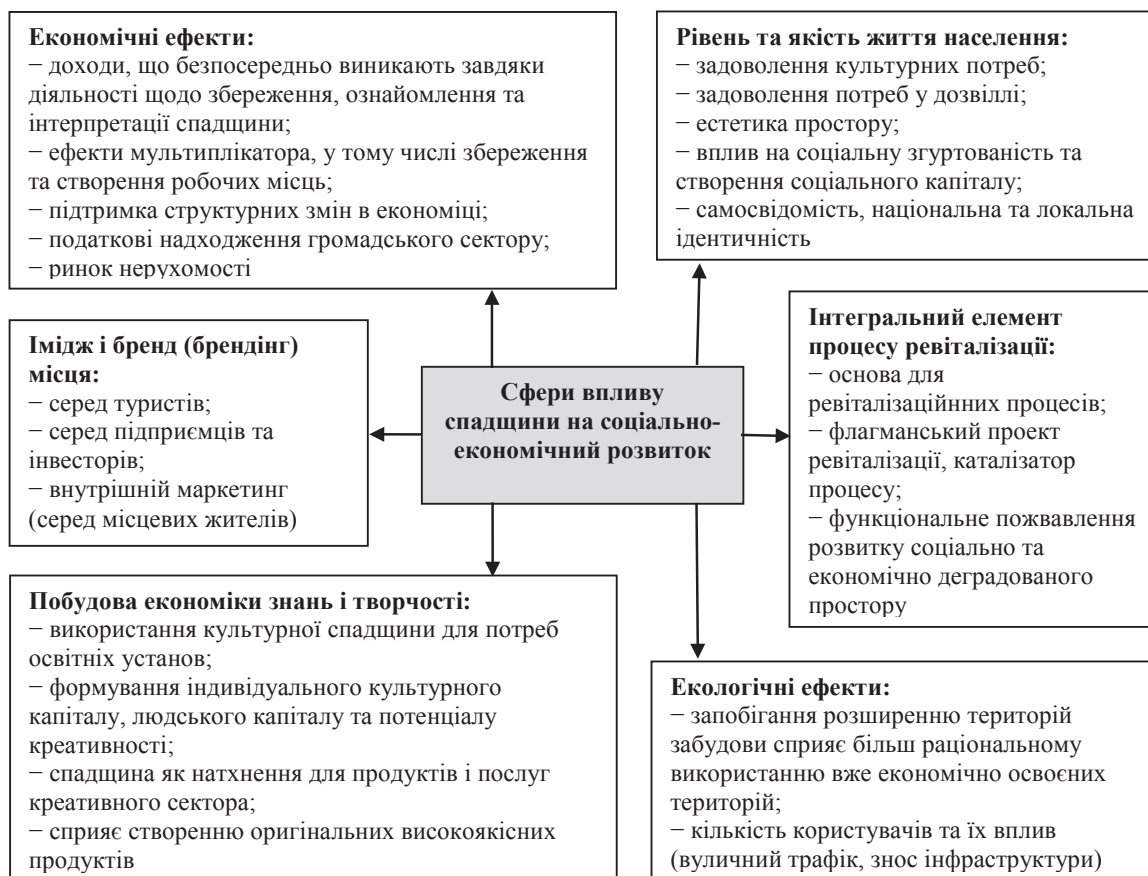 Економічні ефекти:
− доходи, що безпосередньо виникають завдяки
діяльності щодо збереження, ознайомлення та
інтерпретації спадщини;
− ефекти мультиплікатора, у тому числі збереження
та створення робочих місць;
− підтримка структурних змін в економіці;
− податкові надходження громадського сектору;
− ринок нерухомості
Рівень та якість життя населення:
− задоволення культурних потреб;
− задоволення потреб у дозвіллі;
− естетика простору;
− вплив на соціальну згуртованість та
створення соціального капіталу;
− самосвідомість, національна та локальна
ідентичність
Імідж і бренд (брендінг)
місця:
− серед туристів;
− серед підприємців та
інвесторів;
− внутрішній маркетинг
(серед місцевих жителів)
Сфери впливу
спадщини на соціально-
економічний розвиток
Інтегральний елемент
процесу ревіталізації:
− основа для
ревіталізаційнних процесів;
− флагманський проект
ревіталізації, каталізатор
процесу;
− функціональне пожвавлення
розвитку соціально та
економічно деградованого
простору
Побудова економіки знань і творчості:
− використання культурної спадщини для потреб
освітніх установ;
− формування індивідуального культурного
капіталу, людського капіталу та потенціалу
креативності;
− спадщина як натхнення для продуктів і послуг
креативного сектора;
− сприяє створенню оригінальних високоякісних
продуктів
Екологічні ефекти:
− запобігання розширенню територій
забудови сприяє більш раціональному
використанню вже економічно освоєних
територій;
− кількість користувачів та їх вплив
(вуличний трафік, знос інфраструктури)